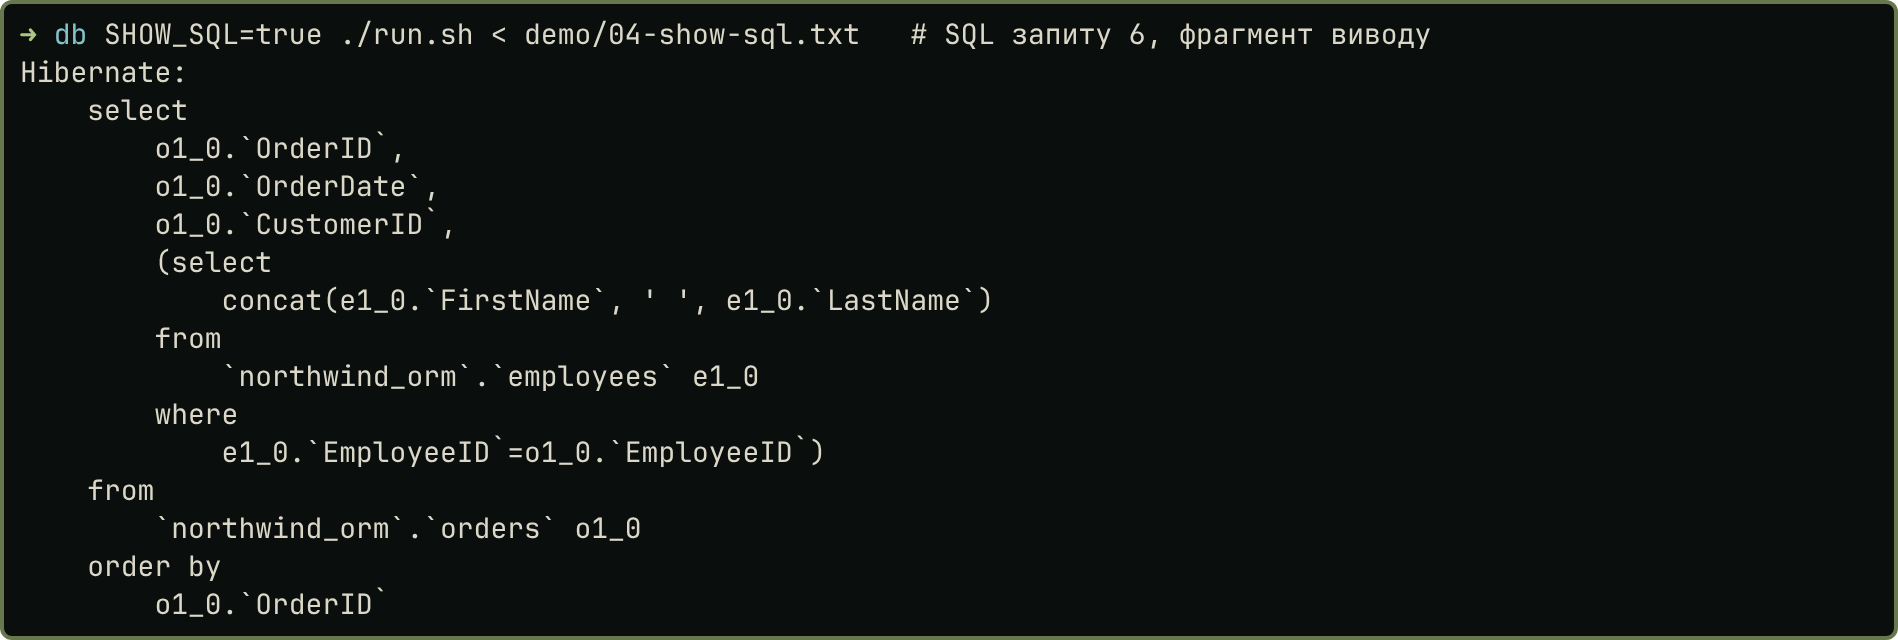 → db SHOW_SQL=true ./run.sh < demo/04-show-sql.txt   # SQL запиту 6, фрагмент виводу
Hibernate:
    select
        o1_0.`OrderID`,
        o1_0.`OrderDate`,
        o1_0.`CustomerID`,
        (select
            concat(e1_0.`FirstName`, ' ', e1_0.`LastName`)
        from
            `northwind_orm`.`employees` e1_0
        where
            e1_0.`EmployeeID`=o1_0.`EmployeeID`)
    from
        `northwind_orm`.`orders` o1_0
    order by
        o1_0.`OrderID`